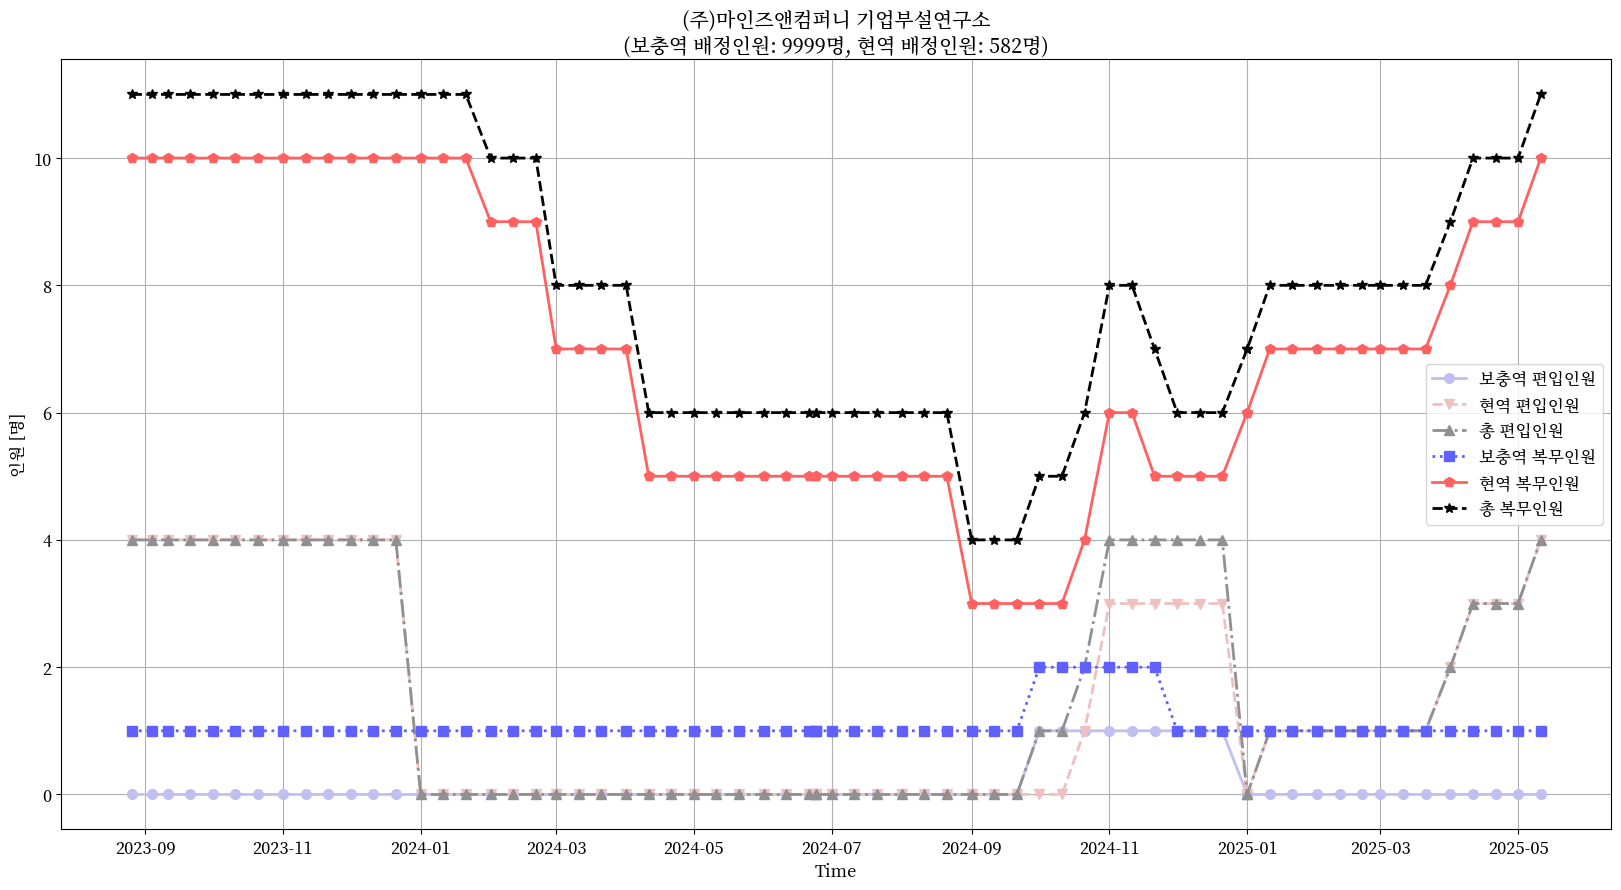 (주)마인즈앤컴퍼니 기업부설연구소
(보충역 배정인원: 9999명, 현역 배정인원: 582명)
인원 [명]
10
8
6
4
2
0
보충역 편입인원
현역 편입인원
총 편입인원
보충역 복무인원
현역 복무인원
총 복무인원
2023-09 2023-11 2024-01 2024-03 2024-05 2024-07 2024-09 2024-11 2025-01 2025-03 2025-05
Time